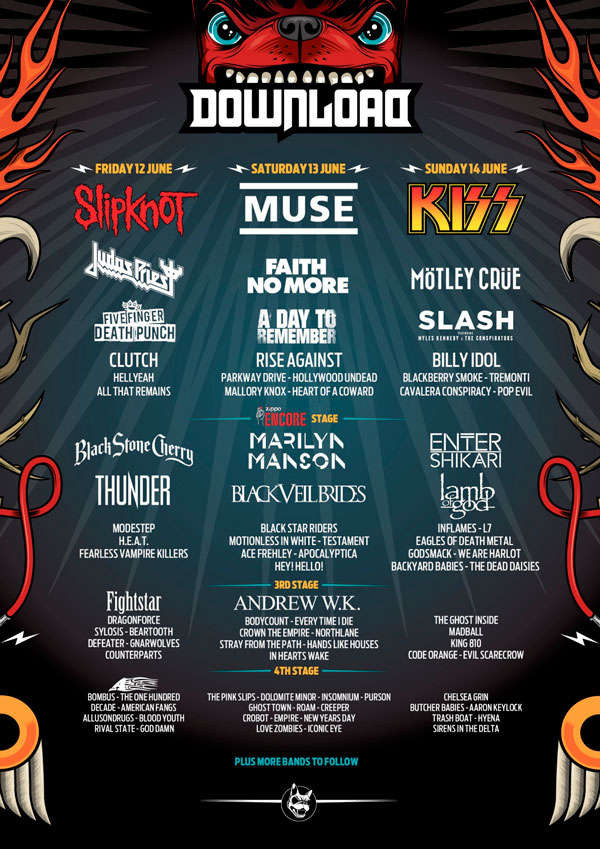 DOWNLOAD
FRIDAY 12 JUNE
SLIPKNOT
JUDAS PRIEST
FIVE FINGER
DEATH PUNCH
CLUTCH
HELLYEAH
ALL THAT REMAINS
SATURDAY 13 JUNE
MUSE
FAITH
NO MORE
A DAY TO
REMEMBER
RISE AGAINST
PARKWAY DRIVE - HOLLYWOOD UNDEAD
MALLORY KNOX - HEART OF A COWARD
SUNDAY 14 JUNE
KISS
MÖTLEY CRÜE
SLASH
FEATURING
MYLES KENNEDY & THE CONSPIRATORS
BILLY IDOL
BLACKBERRY SMOKE - TREMONTI
CAVALERA CONSPIRACY - POP EVIL
Zippo ENCORE STAGE
Black Stone Cherry
THUNDER
MODESTEP
H.E.A.T.
FEARLESS VAMPIRE KILLERS
MARILYN
MANSON
BLACK VEIL BRIDES
BLACK STAR RIDERS
MOTIONLESS IN WHITE - TESTAMENT
ACE FREHLEY - APOCALYPTICA
HEY! HELLO!
ENTER
SHIKARI
lamb
of god
INFLAMES - L7
EAGLES OF DEATH METAL
GODSMACK - WE ARE HARLOT
BACKYARD BABIES - THE DEAD DAISIES
3RD STAGE
Fightstar
DRAGONFORCE
SYLOSIS - BEARTOOTH
DEFEATER - GNARWOLVES
COUNTERPARTS
ANDREW W.K.
BODYCOUNT - EVERY TIME I DIE
CROWN THE EMPIRE - NORTHLANE
STRAY FROM THE PATH - HANDS LIKE HOUSES
IN HEARTS WAKE
THE GHOST INSIDE
MADBALL
KING 810
CODE ORANGE - EVIL SCARECROW
4TH STAGE
BOMBUS - THE ONE HUNDRED
DECADE - AMERICAN FANGS
ALLUSONDRUGS - BLOOD YOUTH
RIVAL STATE - GOD DAMN
THE PINK SLIPS - DOLOMITE MINOR - INSOMNIUM - PURSON
GHOST TOWN - ROAM - CREEPER
CROBOT - EMPIRE - NEW YEARS DAY
LOVE ZOMBIES - ICONIC EYE
CHELSEA GRIN
BUTCHER BABIES - AARON KEYLOCK
TRASH BOAT - HYENA
SIRENS IN THE DELTA
PLUS MORE BANDS TO FOLLOW